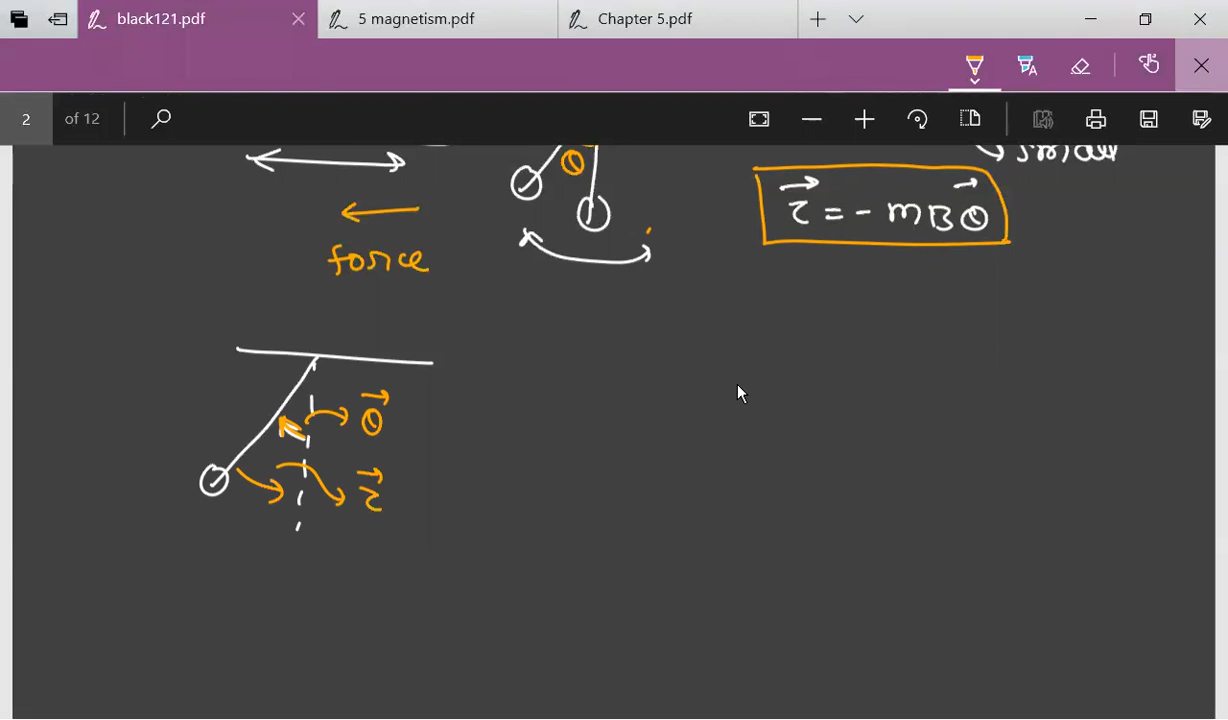 black121.pdf
5 magnetism.pdf
Chapter 5.pdf
2 of 12
θ
τ = - mBθ
force
θ
τ